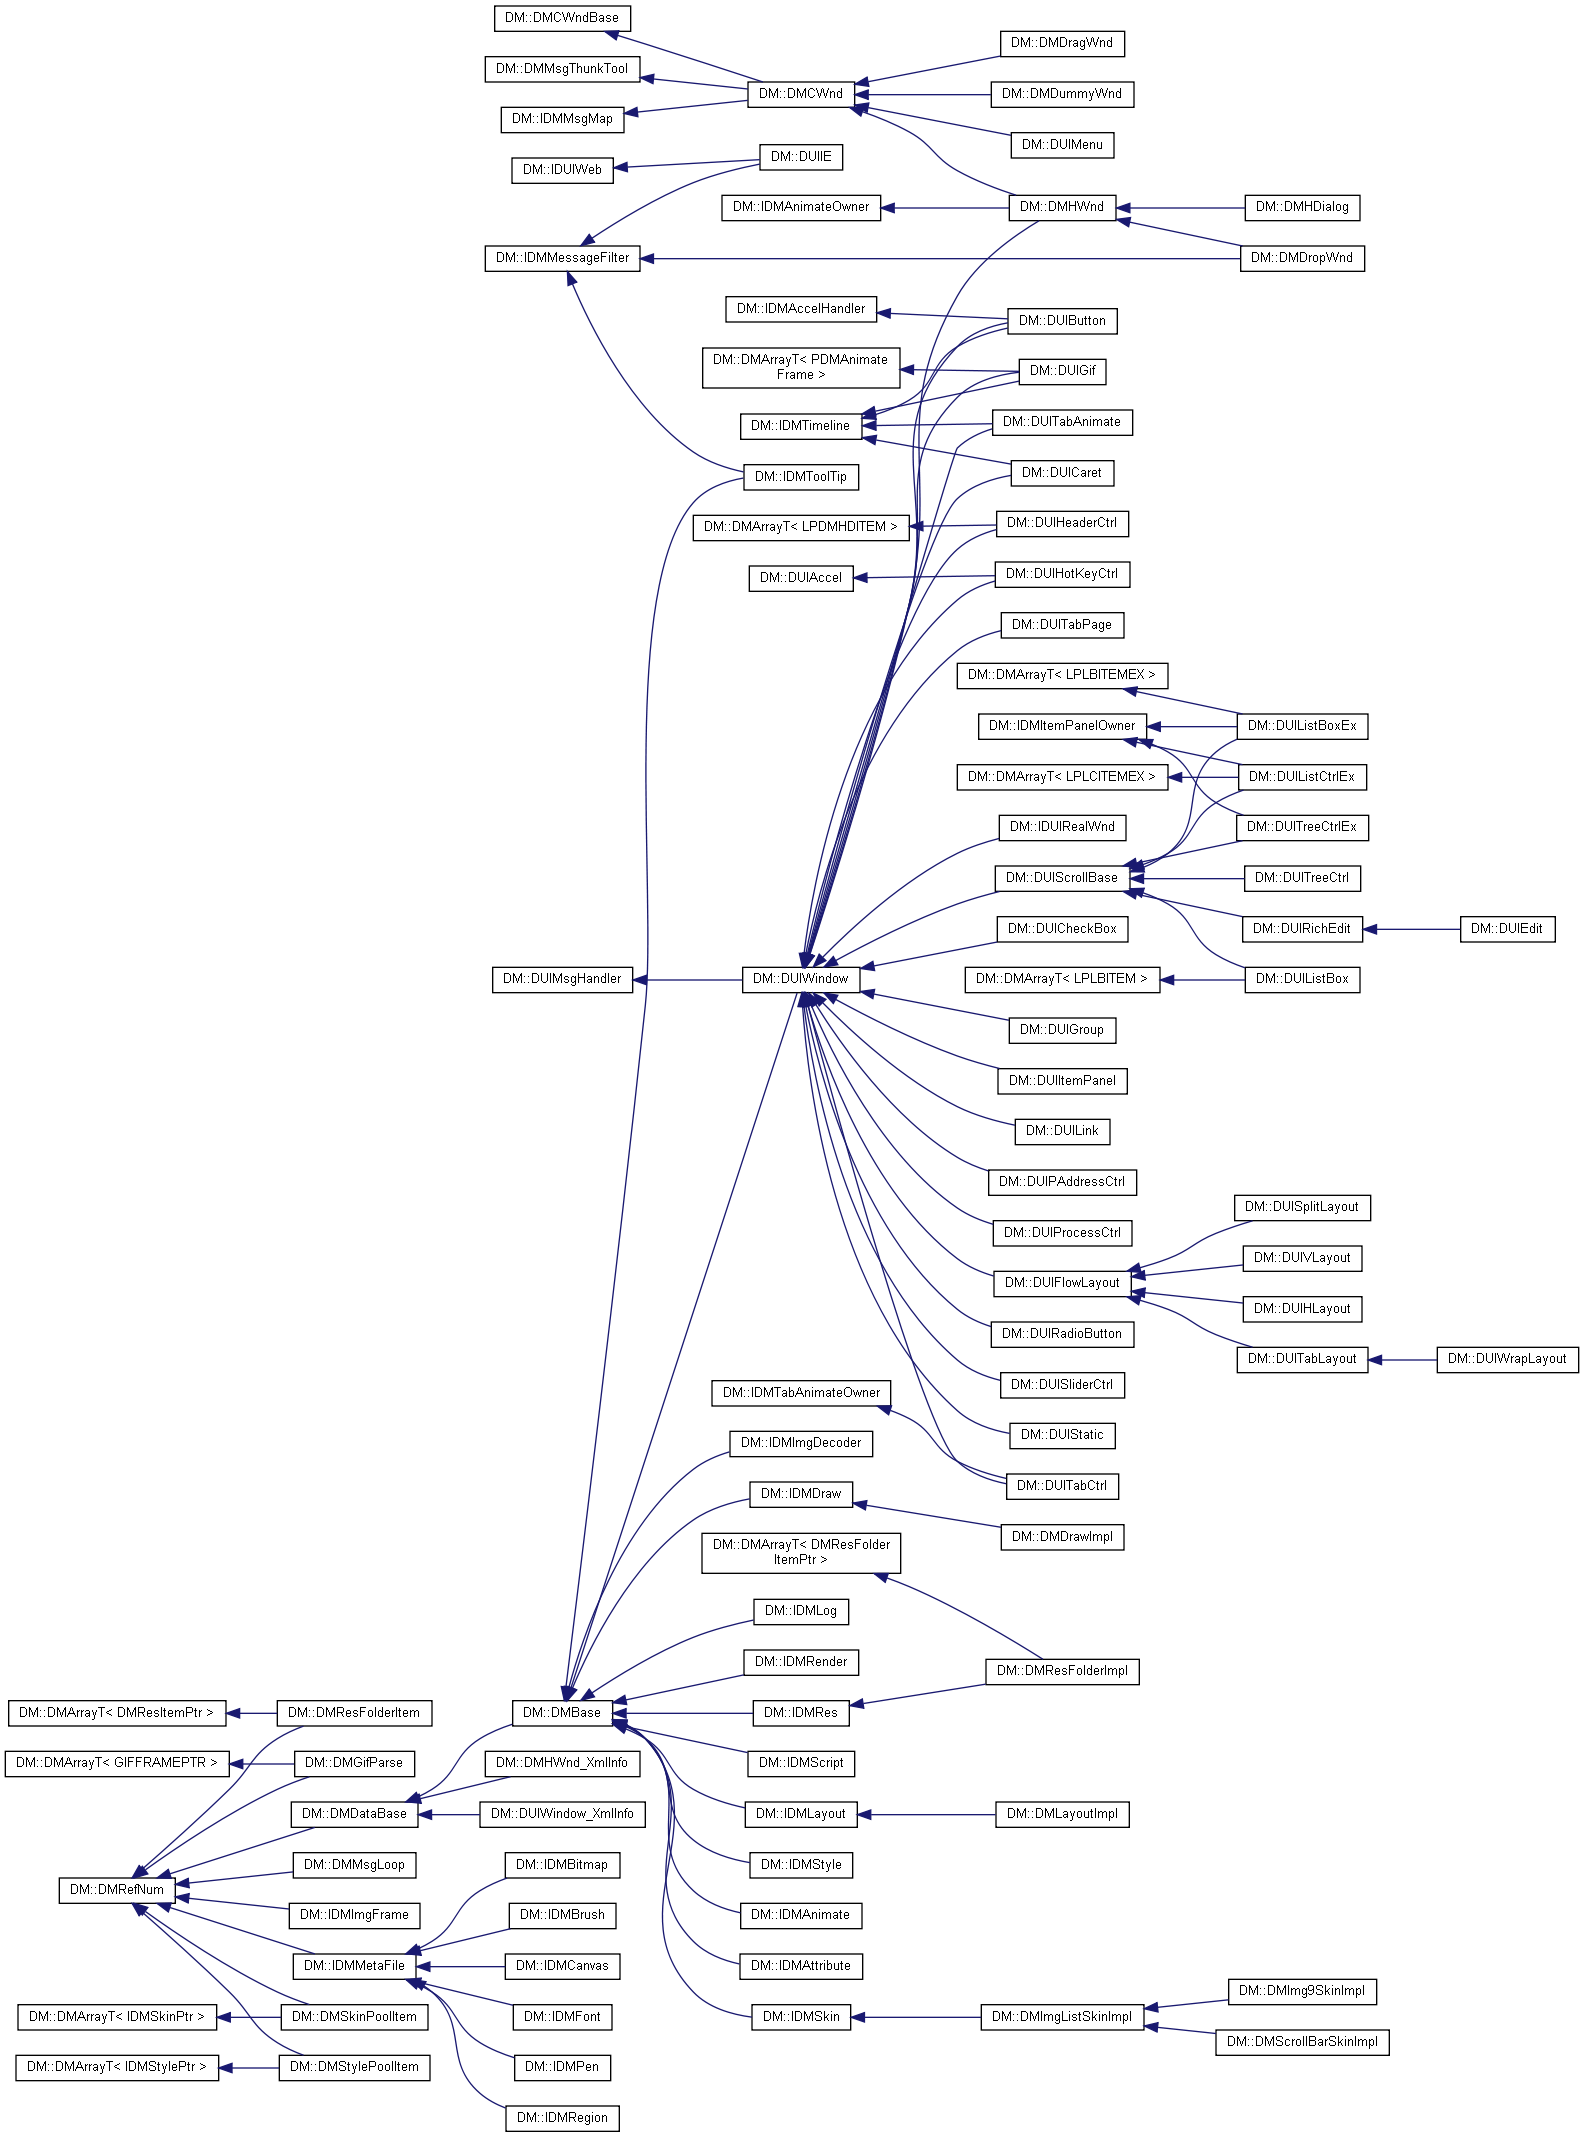 DM::DMCWndBase
DM::DMDragWnd
DM::DMMsgThunkTool
DM::DMCWnd
DM::DMDummyWnd
DM::IDMMsgMap
DM::DUIMenu
DM::DUIIE
DM::IDUIWeb
DM::IDMAnimateOwner
DM::DMHWnd
DM::DMHDialog
DM::IDMMessageFilter
DM::DMDropWnd
DM::IDMAccelHandler
DM::DUIButton
DM::DMArrayT< PDMAnimate
Frame >
DM::DUIGif
DM::IDMTimeline
DM::DUITabAnimate
DM::IDMToolTip
DM::DUICaret
DM::DMArrayT< LPDMHDITEM >
DM::DUIHeaderCtrl
DM::DUIAccel
DM::DUIHotKeyCtrl
DM::DUITabPage
DM::DMArrayT< LPLBITEMEX >
DM::IDMItemPanelOwner
DM::DUIListBoxEx
DM::DMArrayT< LPLCITEMEX >
DM::DUIListCtrlEx
DM::IDUIRealWnd
DM::DUITreeCtrlEx
DM::DUIScrollBase
DM::DUITreeCtrl
DM::DUICheckBox
DM::DUIRichEdit
DM::DUIEdit
DM::DUIMsgHandler
DM::DUIWindow
DM::DMArrayT< LPLBITEM >
DM::DUIListBox
DM::DUIGroup
DM::DUIItemPanel
DM::DUILink
DM::DUIPAddressCtrl
DM::DUISplitLayout
DM::DUIProcessCtrl
DM::DUIVLayout
DM::DUIFlowLayout
DM::DUIHLayout
DM::DUIRadioButton
DM::DUITabLayout
DM::DUIWrapLayout
DM::DUISliderCtrl
DM::IDMTabAnimateOwner
DM::DUIStatic
DM::IDMImgDecoder
DM::DUITabCtrl
DM::IDMDraw
DM::DMDrawImpl
DM::DMArrayT< DMResFolder
ItemPtr >
DM::IDMLog
DM::IDMRender
DM::DMResFolderImpl
DM::DMArrayT< DMResItemPtr >
DM::DMResFolderItem
DM::DMBase
DM::IDMRes
DM::DMArrayT< GIFFRAMEPTR >
DM::DMGifParse
DM::DMHWnd_XmlInfo
DM::IDMScript
DM::DMDataBase
DM::DUIWindow_XmlInfo
DM::IDMLayout
DM::DMLayoutImpl
DM::DMMsgLoop
DM::IDMBitmap
DM::IDMStyle
DM::DMRefNum
DM::IDMImgFrame
DM::IDMBrush
DM::IDMAnimate
DM::IDMMetaFile
DM::IDMCanvas
DM::IDMAttribute
DM::DMImg9SkinImpl
DM::DMArrayT< IDMSkinPtr >
DM::DMSkinPoolItem
DM::IDMFont
DM::IDMSkin
DM::DMImgListSkinImpl
DM::DMScrollBarSkinImpl
DM::DMArrayT< IDMStylePtr >
DM::DMStylePoolItem
DM::IDMPen
DM::IDMRegion